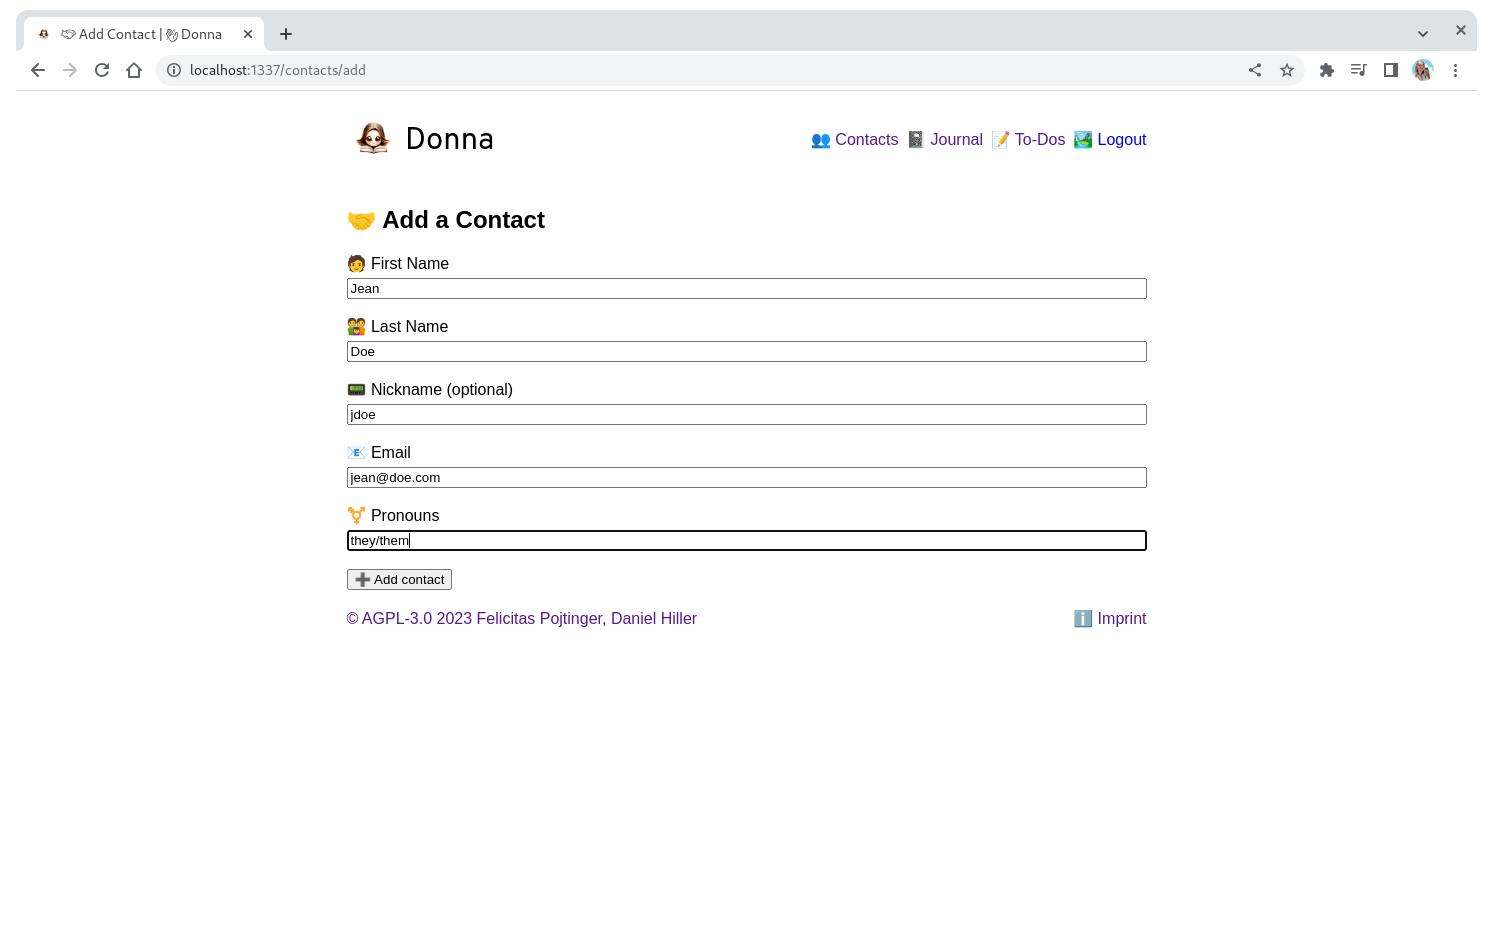 Add Contact | Donna
localhost:1337/contacts/add
Donna
👥 Contacts 📓 Journal 📝 To-Dos 🏞️ Logout
🤝 Add a Contact
🧑 First Name
Jean
👪 Last Name
Doe
📟 Nickname (optional)
jdoe
📧 Email
jean@doe.com
⚧ Pronouns
they/them
➕ Add contact
© AGPL-3.0 2023 Felicitas Pojtinger, Daniel Hiller
ℹ️ Imprint